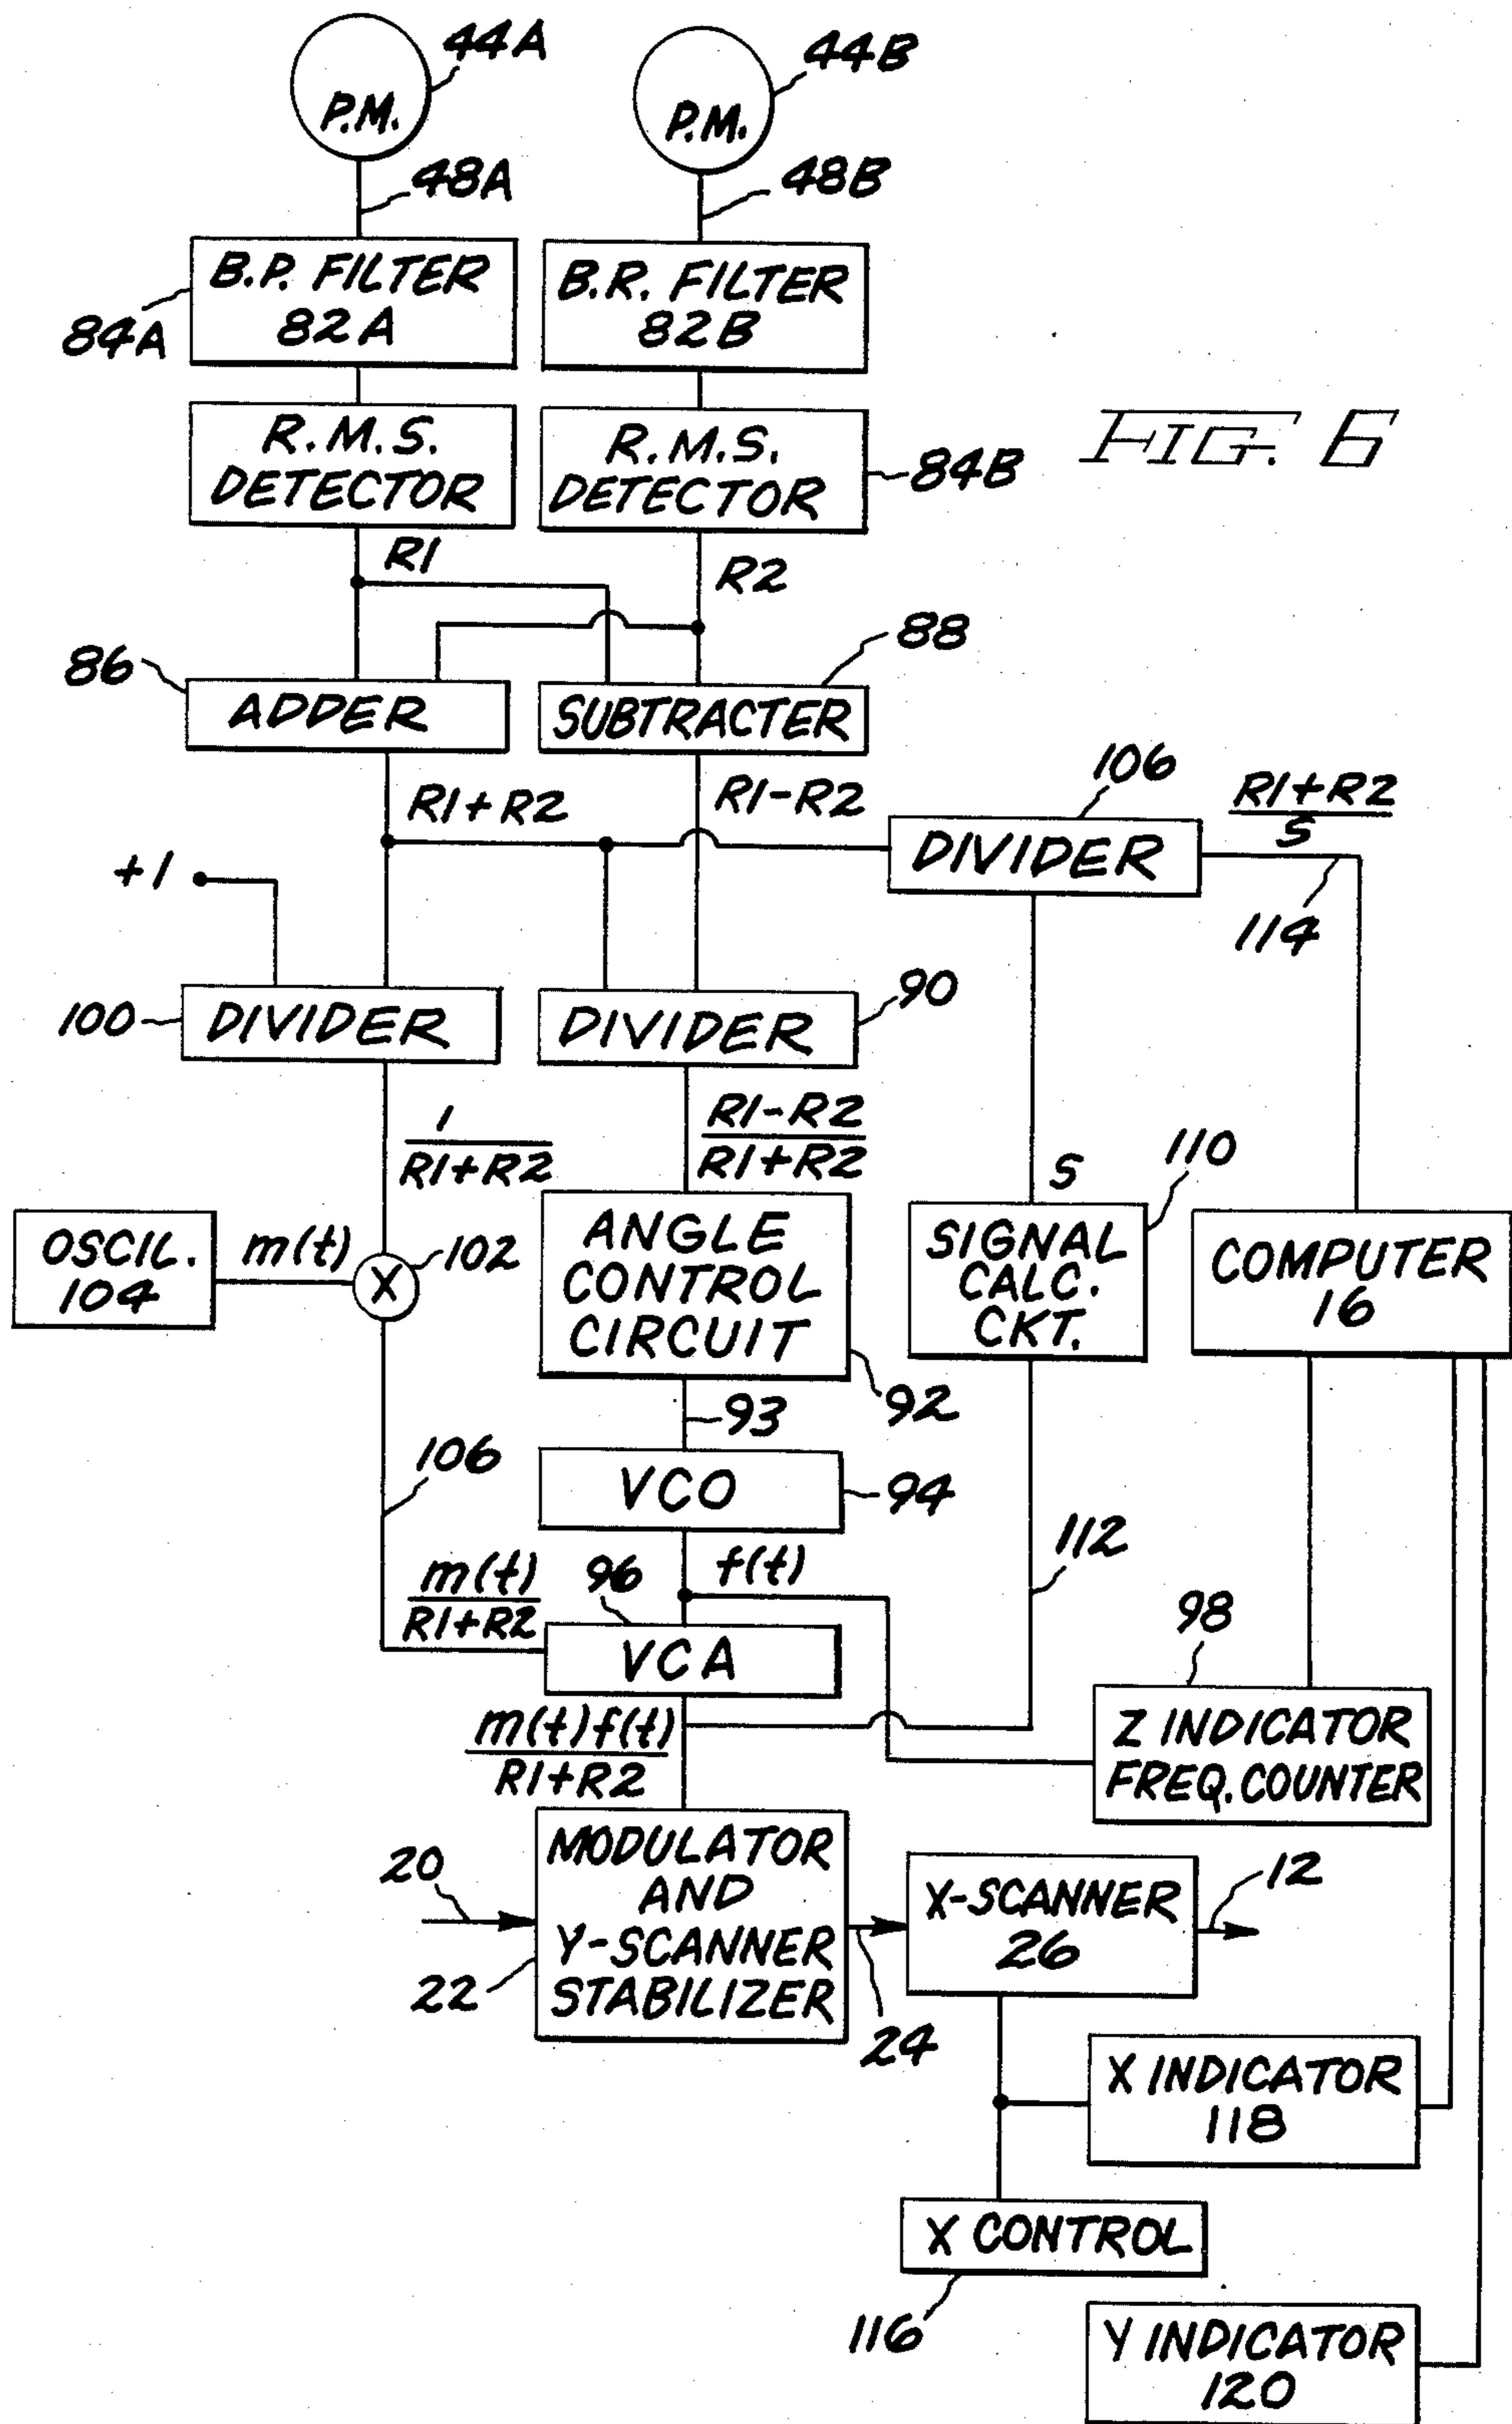 44A
44B
P.M.
P.M.
48A
48B
B.P. FILTER
82A
B.R. FILTER
82B
84A
R.M.S.
DETECTOR
R.M.S.
DETECTOR
84B
FIG. 6
R1
R2
86
88
ADDER
SUBTRACTER
R1+R2
R1-R2
106
R1+R2
S
DIVIDER
114
+1
100
DIVIDER
DIVIDER
90
1
R1+R2
R1-R2
R1+R2
S
110
OSCIL.
104
m(t)
X
102
ANGLE
CONTROL
CIRCUIT
SIGNAL
CALC.
CKT.
COMPUTER
16
92
93
106
VCO
94
112
m(t)
R1+R2
96
f(t)
98
VCA
m(t)f(t)
R1+R2
Z INDICATOR
FREQ. COUNTER
20
MODULATOR
AND
Y-SCANNER
STABILIZER
22
X-SCANNER
26
12
24
X INDICATOR
118
X CONTROL
116
Y INDICATOR
120